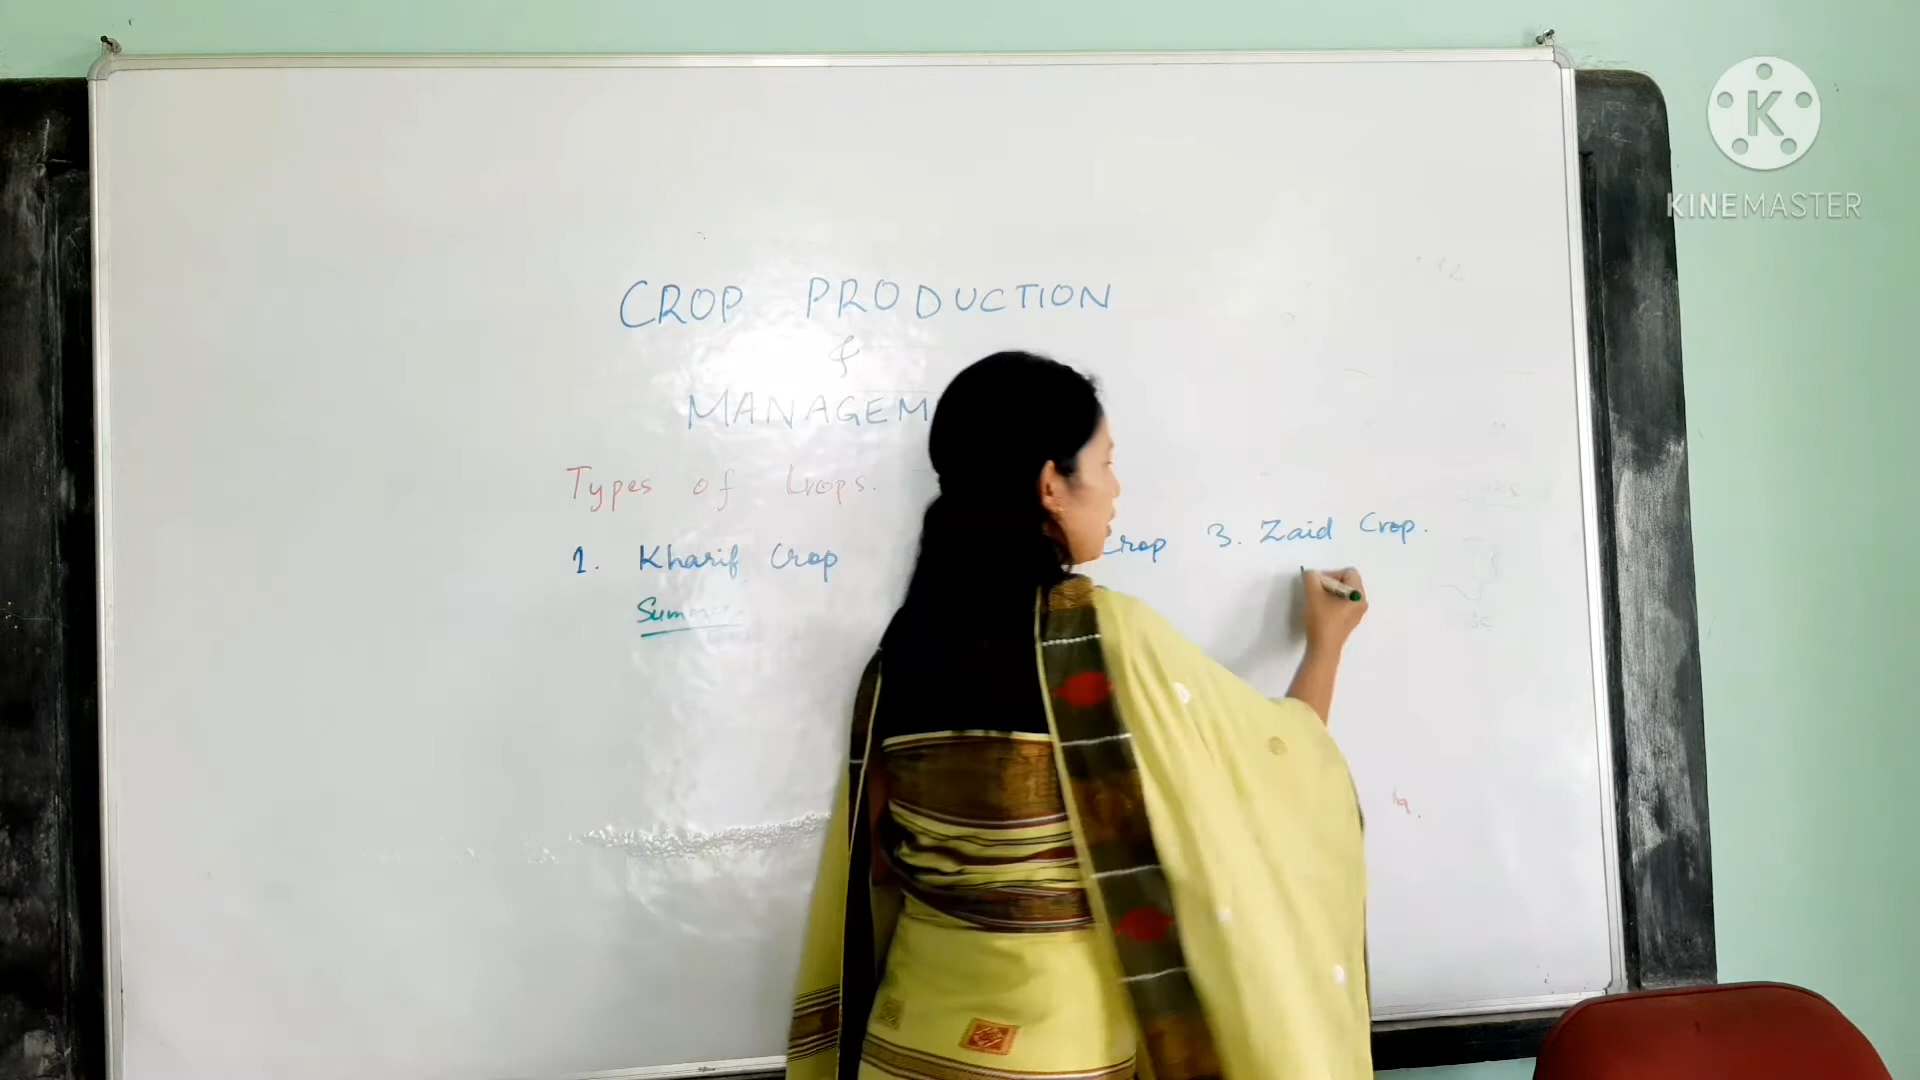 CROP PRODUCTION
&
MANAGEM
Types of Crops.
1. Kharif Crop Crop 3. Zaid Crop.
Summer
K
KINEMASTER